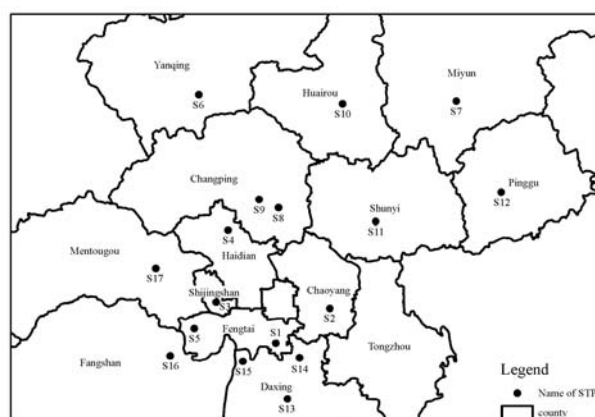 Yanqing
S6
Huairou
S10
Miyun
S7
Changping
S9
S8
Shunyi
S11
Pinggu
S12
S4
Haidian
Mentougou
S17
Shijingshan
S3
Chaoyang
S2
Fengtai
S1
S5
Tongzhou
Fangshan
S16
S15
S14
Daxing
S13
Legend
Name of STP
county